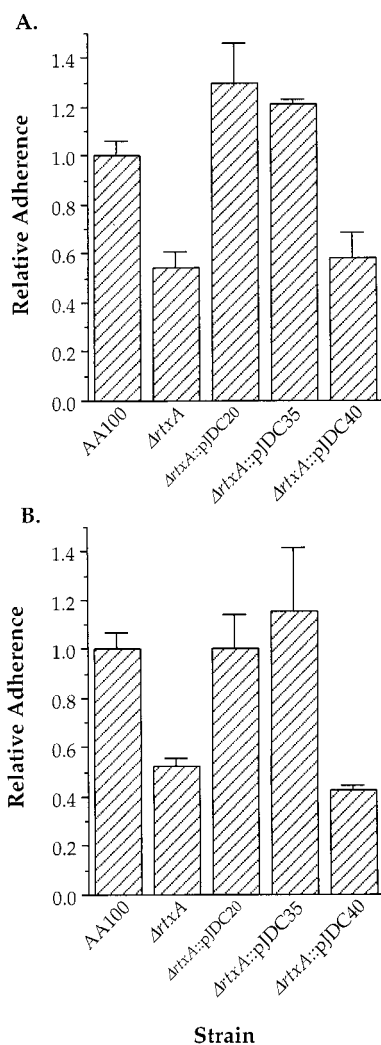 A.
Relative Adherence
1.4
1.2
1.0
0.8
0.6
0.4
0.2
0.0
AA100
ΔrtxA
ΔrtxA::pJDC20
ΔrtxA::pJDC35
ΔrtxA::pJDC40
B.
Relative Adherence
1.4
1.2
1.0
0.8
0.6
0.4
0.2
0.0
AA100
ΔrtxA
ΔrtxA::pJDC20
ΔrtxA::pJDC35
ΔrtxA::pJDC40
Strain